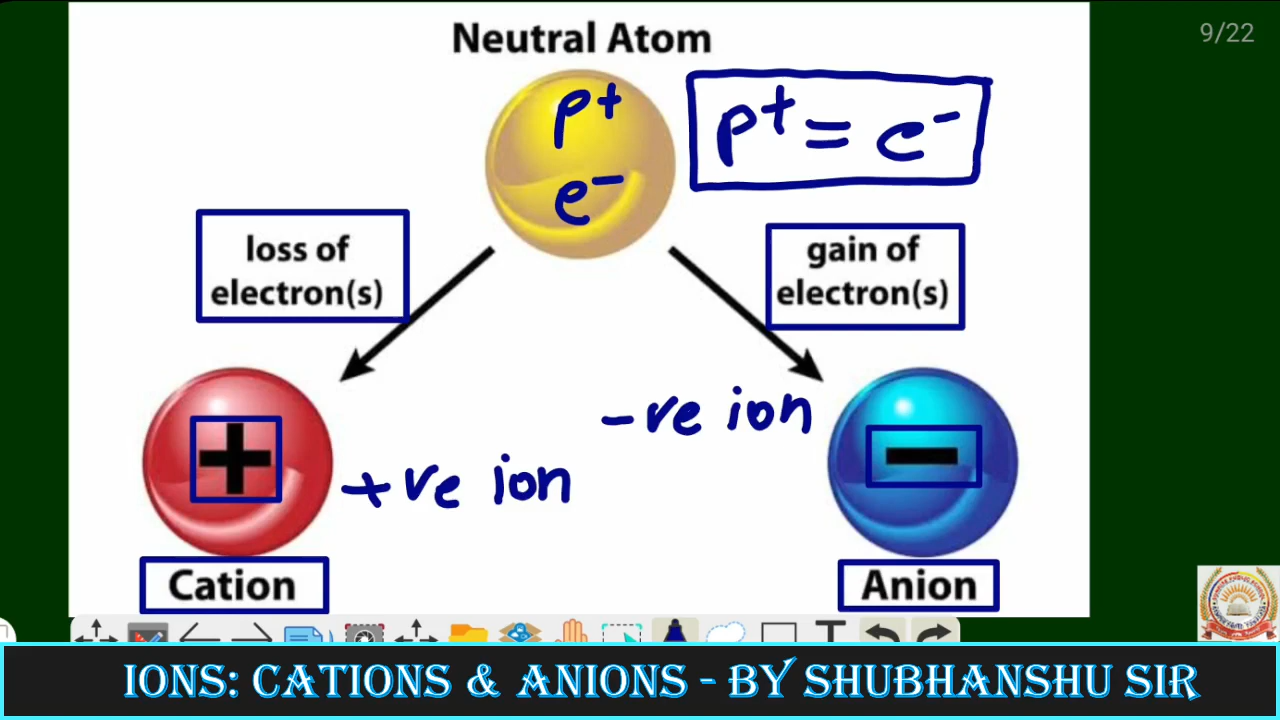 9/22
Neutral Atom
p+
e−
p+ = e−
loss of
electron(s)
gain of
electron(s)
−ve ion
+ve ion
+
−
Cation
Anion
T
IONS: CATIONS & ANIONS - BY SHUBHANSHU SIR